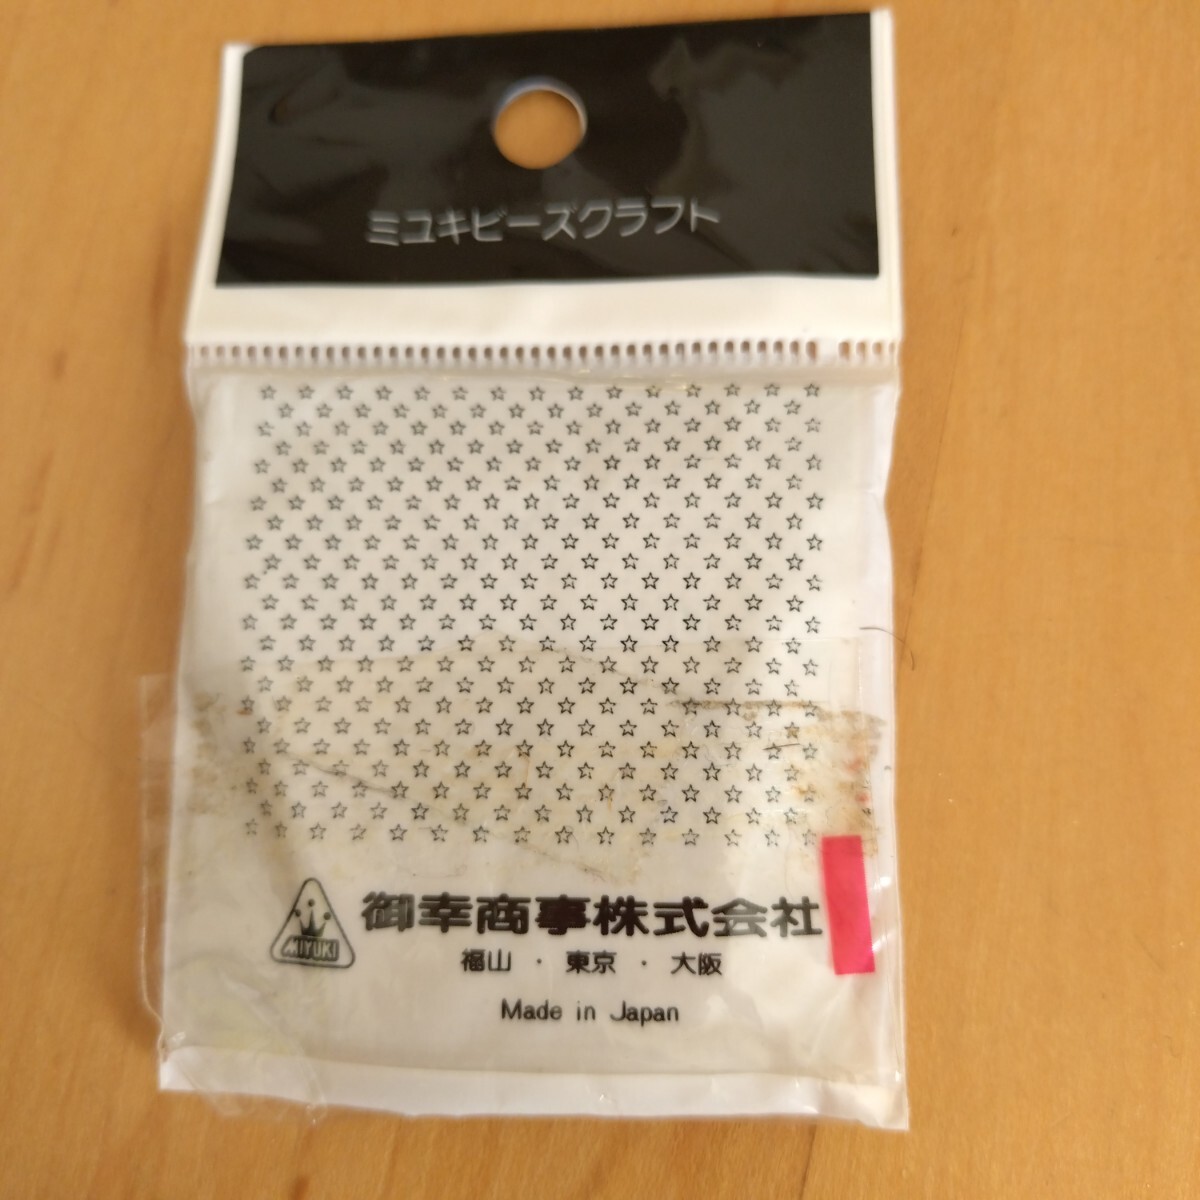 ミユキビーズクラフト
MIYUKI
御幸商事株式会社
福山・東京・大阪
Made in Japan